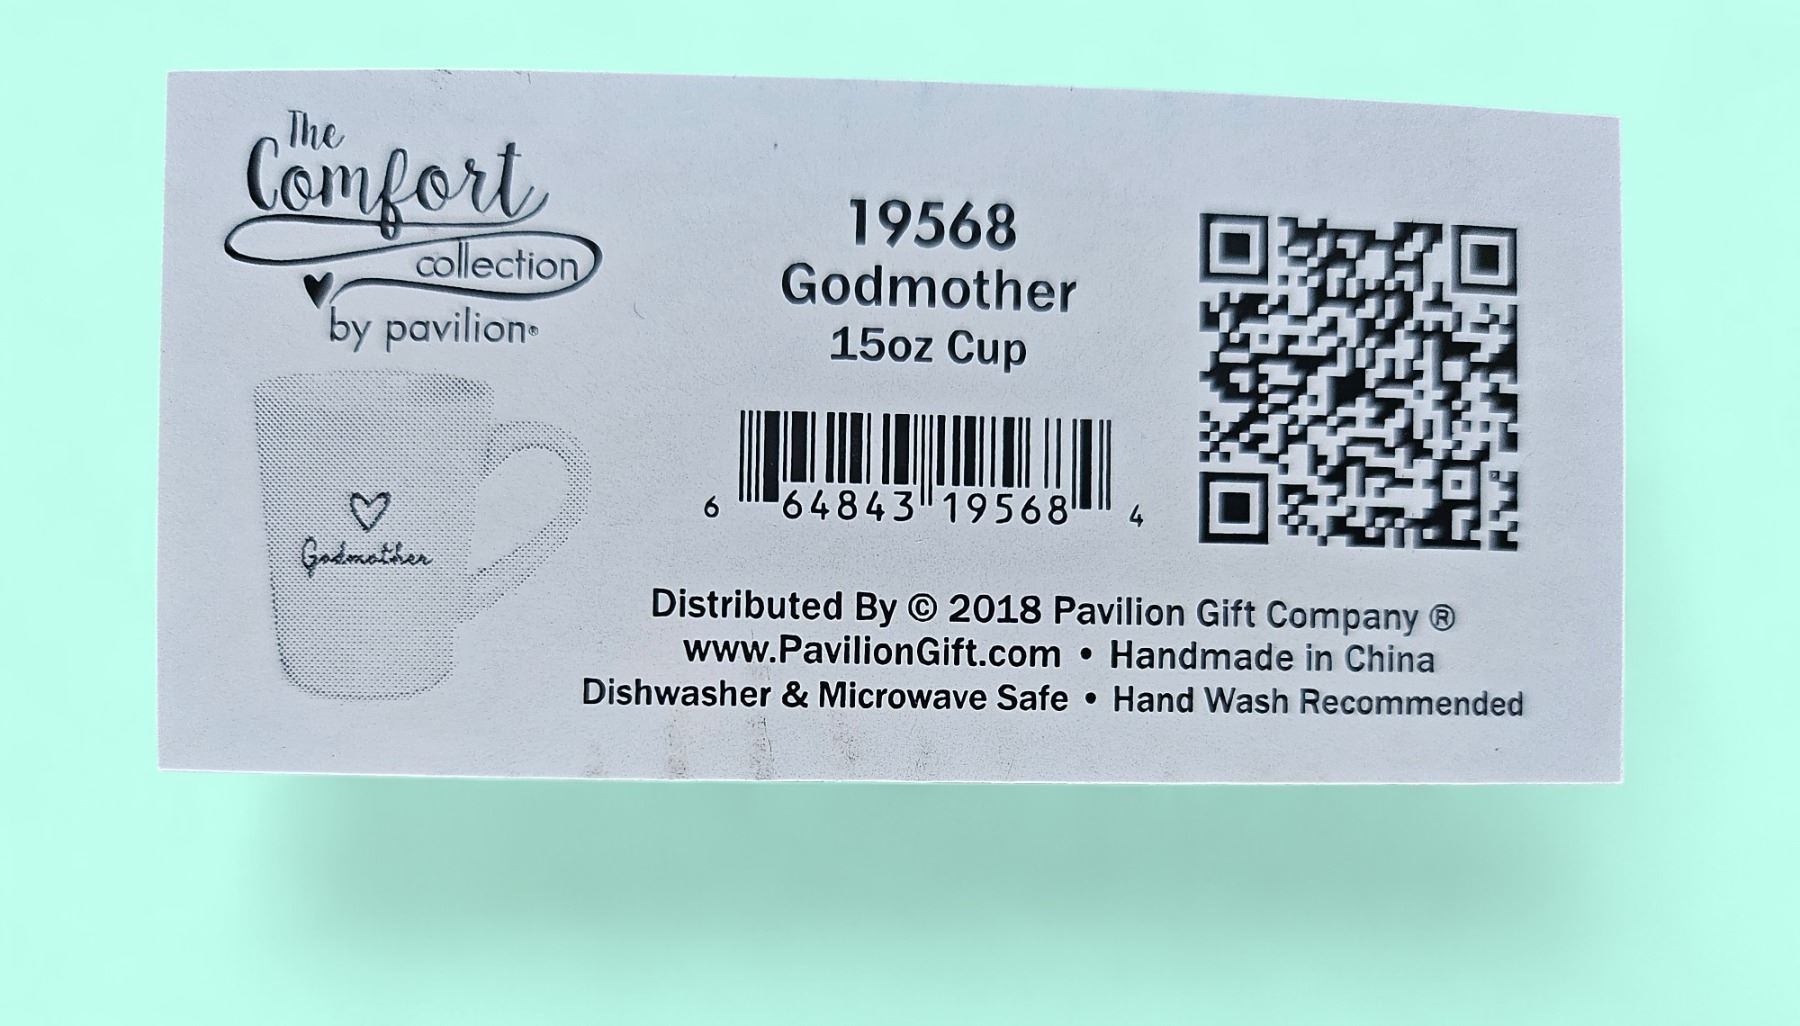 The
Comfort
collection
by pavilion®
Godmother
19568
Godmother
15oz Cup
6 64843 19568 4
Distributed By © 2018 Pavilion Gift Company ®
www.PavilionGift.com • Handmade in China
Dishwasher & Microwave Safe • Hand Wash Recommended